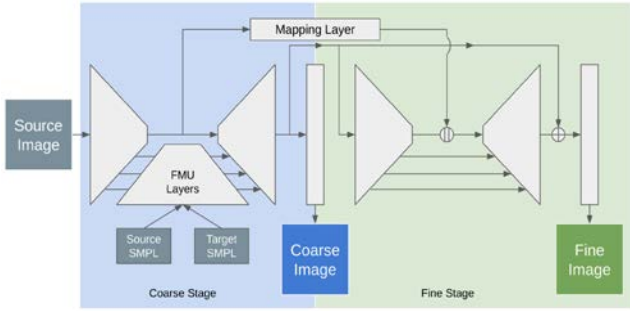 Mapping Layer
Source
Image
FMU
Layers
Source
SMPL
Target
SMPL
Coarse
Image
Fine
Image
Coarse Stage
Fine Stage